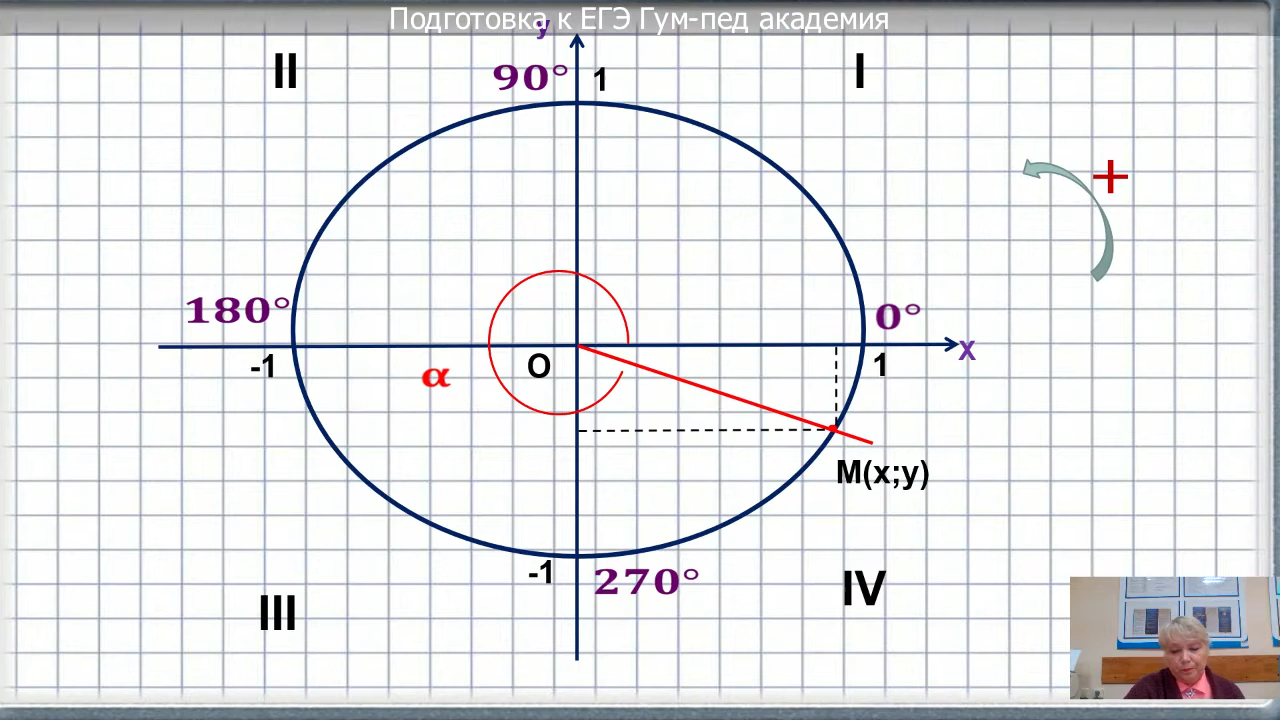 Подготовка к ЕГЭ Гум-пед академия
y
II
90°
1
I
+
180°
0°
-1
α
O
1
x
M(x;y)
-1
270°
III
IV